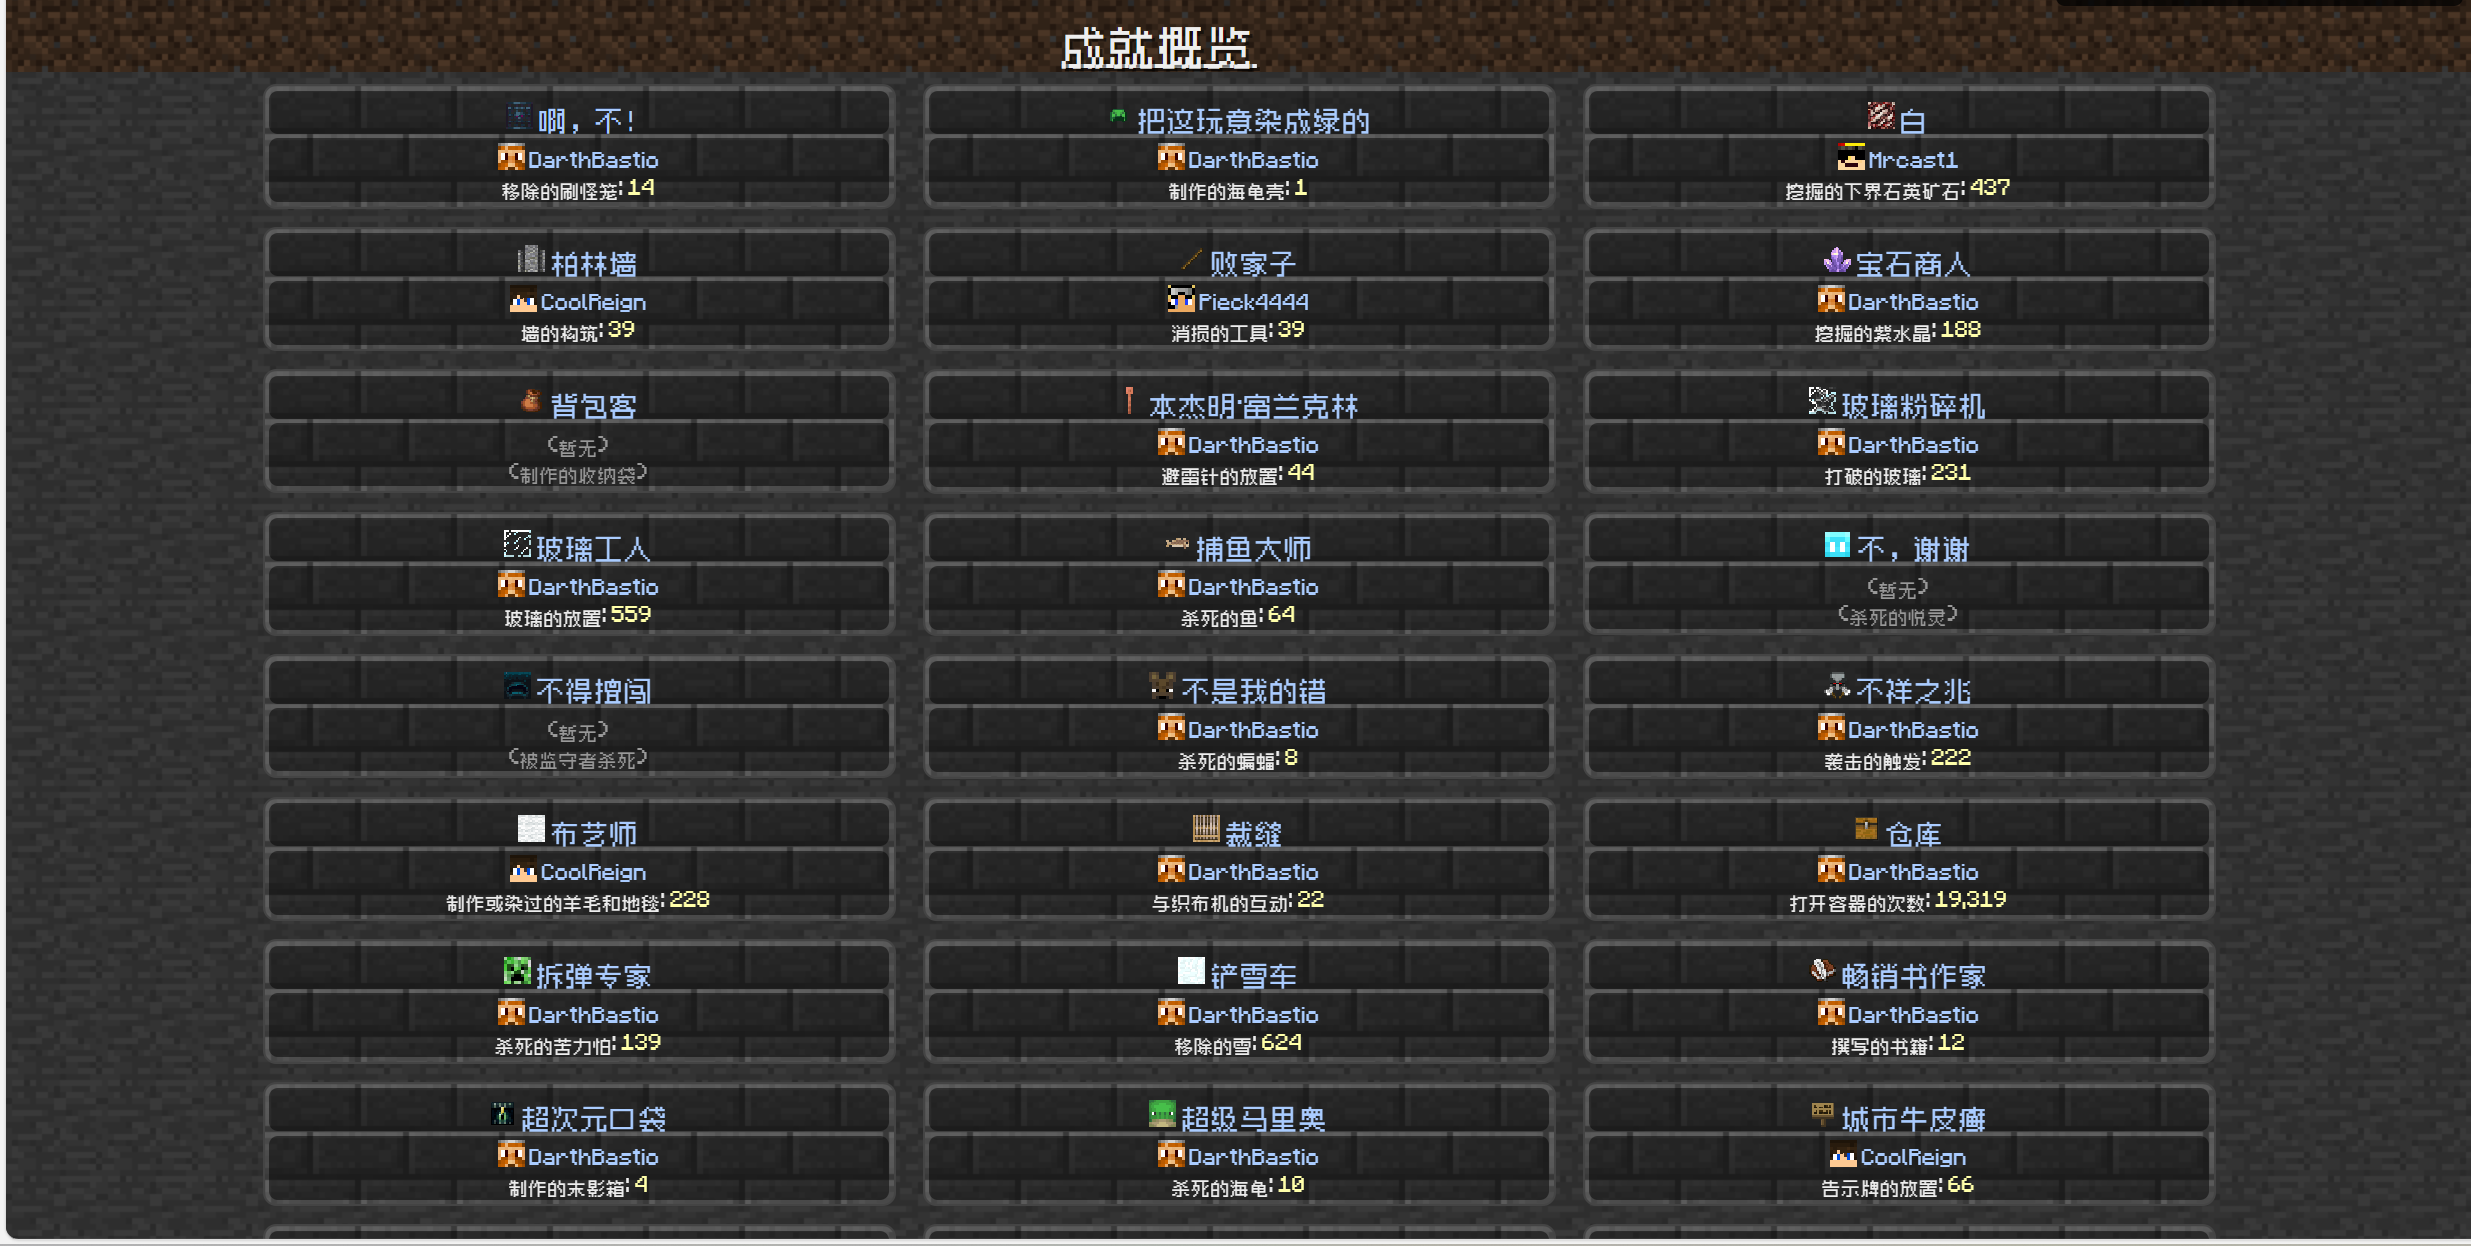 成就概览
啊，不!
DarthBastio
移除的刷怪笼:14
把这玩意染成绿的
DarthBastio
制作的海龟壳:1
白
Mrcast1
挖掘的下界石英矿石:437
柏林墙
CoolReign
墙的构筑:39
败家子
Pieck4444
消损的工具:39
宝石商人
DarthBastio
挖掘的紫水晶:188
背包客
(暂无)
(制作的收纳袋)
本杰明·富兰克林
DarthBastio
避雷针的放置:44
玻璃粉碎机
DarthBastio
打破的玻璃:231
玻璃工人
DarthBastio
玻璃的放置:559
捕鱼大师
DarthBastio
杀死的鱼:64
不，谢谢
(暂无)
(杀死的悦灵)
不得擅闯
(暂无)
(被监守者杀死)
不是我的错
DarthBastio
杀死的蝙蝠:8
不祥之兆
DarthBastio
袭击的触发:222
布艺师
CoolReign
制作或染过的羊毛和地毯:228
裁缝
DarthBastio
与织布机的互动:22
仓库
DarthBastio
打开容器的次数:19,319
拆弹专家
DarthBastio
杀死的苦力怕:139
铲雪车
DarthBastio
移除的雪:624
畅销书作家
DarthBastio
撰写的书籍:12
超次元口袋
DarthBastio
制作的末影箱:4
超级马里奥
DarthBastio
杀死的海龟:10
城市牛皮癣
CoolReign
告示牌的放置:66